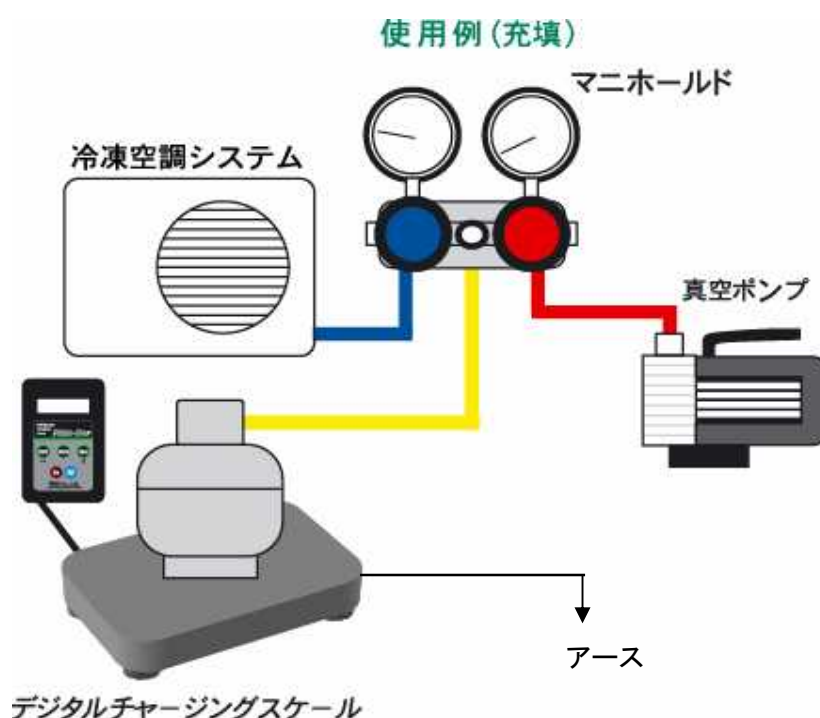 使用例(充填)
マニホールド
冷凍空調システム
真空ポンプ
アース
デジタルチャージングスケール